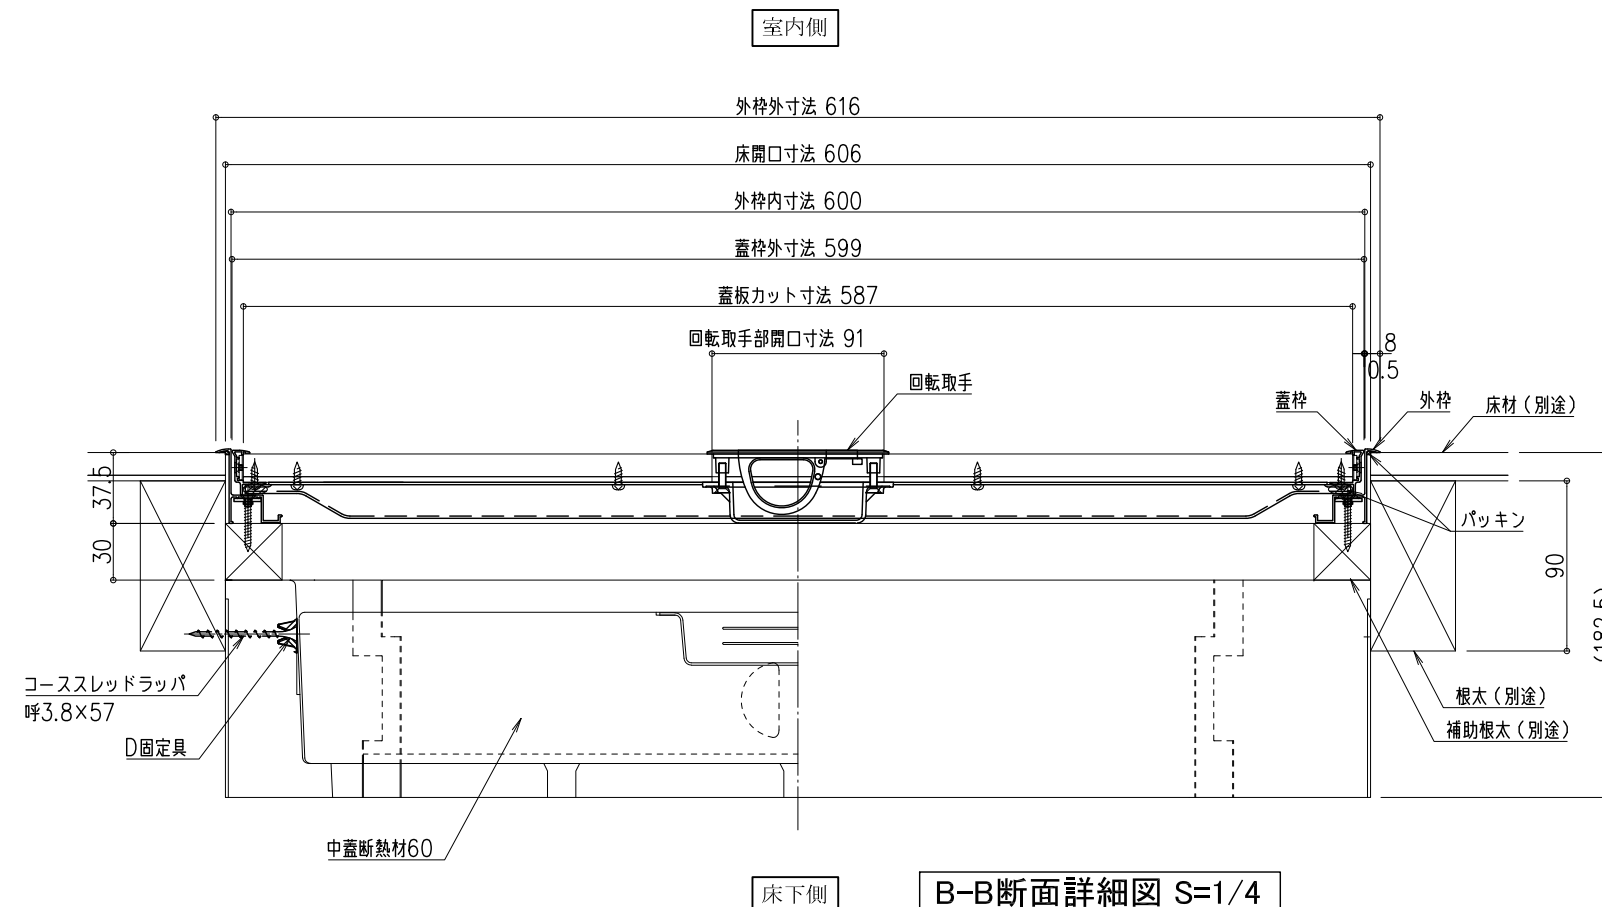 室内側
外枠外寸法 616
床開口寸法 606
外枠内寸法 600
蓋枠外寸法 599
蓋板カット寸法 587
回転取手部開口寸法 91
8
0.5
回転取手
蓋枠
外枠
床材（別途）
37.5
30
パッキン
90
(182.5)
コーススレッドラッパ
呼3.8×57
D固定具
根太（別途）
補助根太（別途）
中蓋断熱材60
床下側
B-B断面詳細図 S=1/4